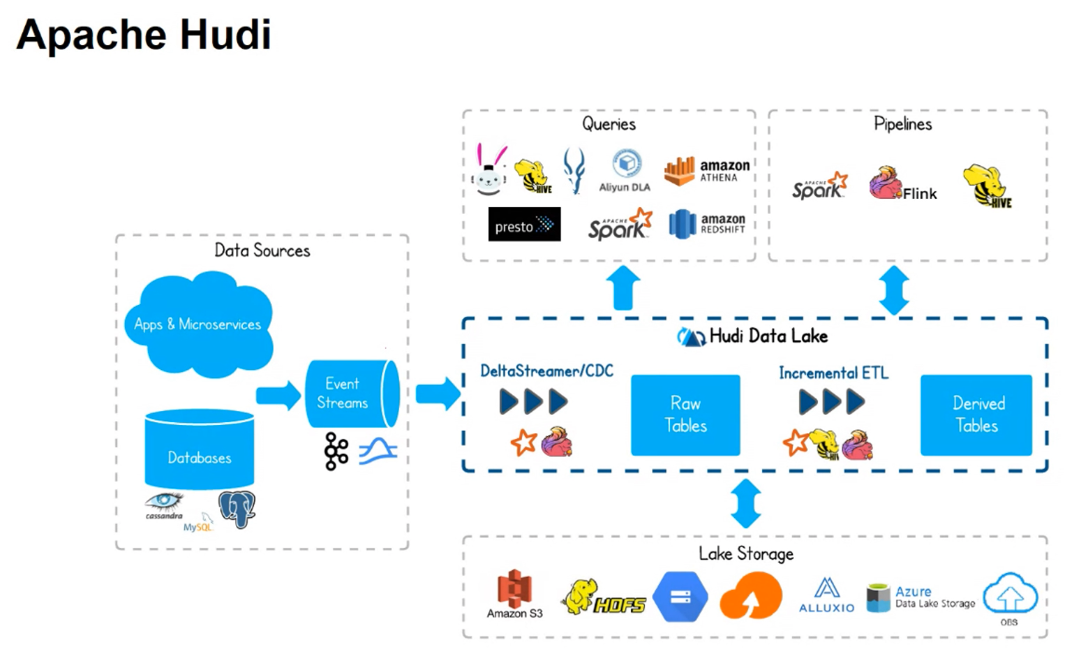 Apache Hudi
Queries
HIVE
Aliyun DLA
amazon
ATHENA
presto
APACHE
Spark
amazon
REDSHIFT
Pipelines
APACHE
Spark
Flink
HIVE
Data Sources
Apps & Microservices
Databases
cassandra
MySQL
Event
Streams
Hudi Data Lake
DeltaStreamer/CDC
Raw
Tables
Incremental ETL
HIVE
Derived
Tables
Lake Storage
Amazon S3
HDFS
ALLUXIO
Azure
Data Lake Storage
OBS